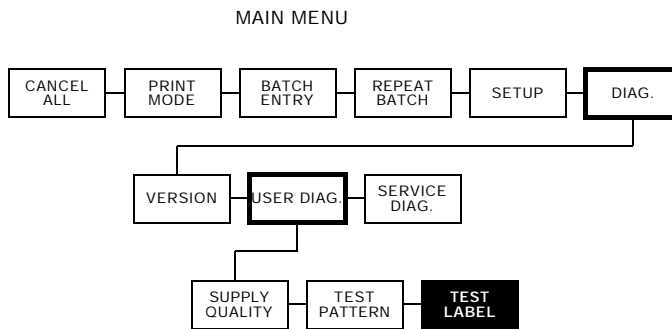 MAIN MENU
CANCEL
ALL
PRINT
MODE
BATCH
ENTRY
REPEAT
BATCH
SETUP
DIAG.
VERSION
USER DIAG.
SERVICE
DIAG.
SUPPLY
QUALITY
TEST
PATTERN
TEST
LABEL